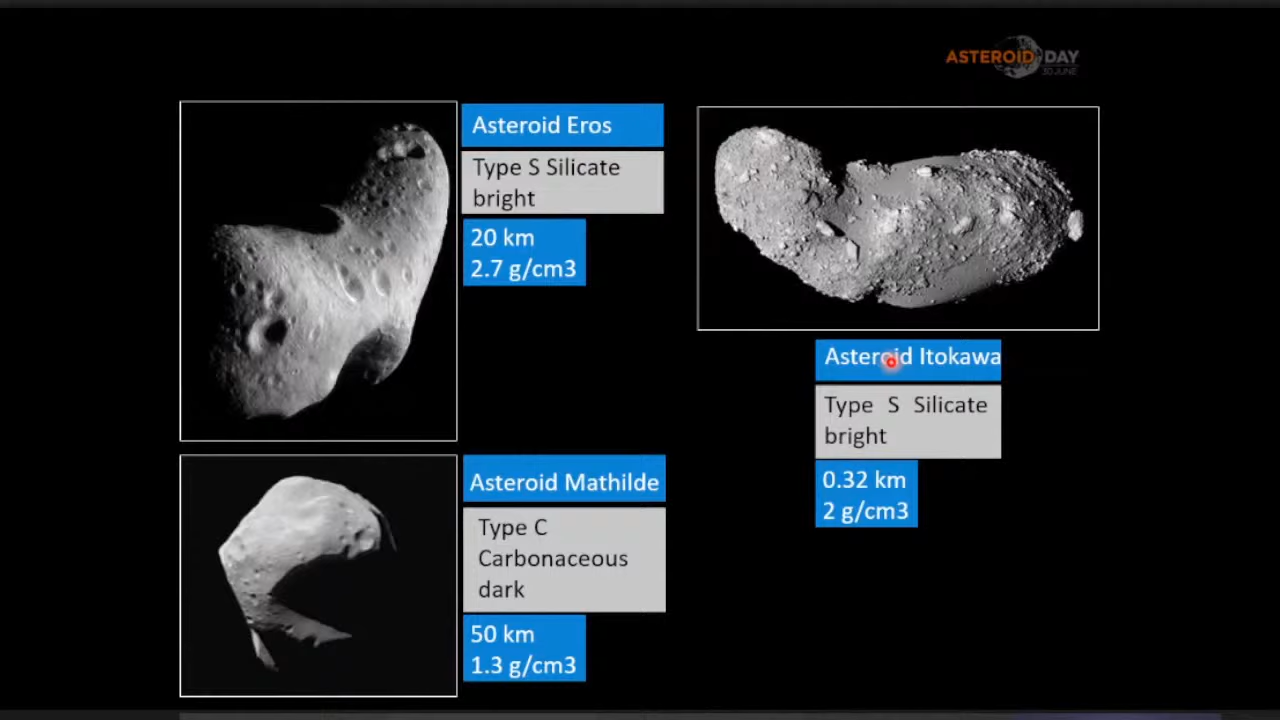 ASTEROID DAY
30 JUNE
Asteroid Eros
Type S Silicate
bright
20 km
2.7 g/cm3
Asteroid Itokawa
Type S Silicate
bright
0.32 km
2 g/cm3
Asteroid Mathilde
Type C
Carbonaceous
dark
50 km
1.3 g/cm3